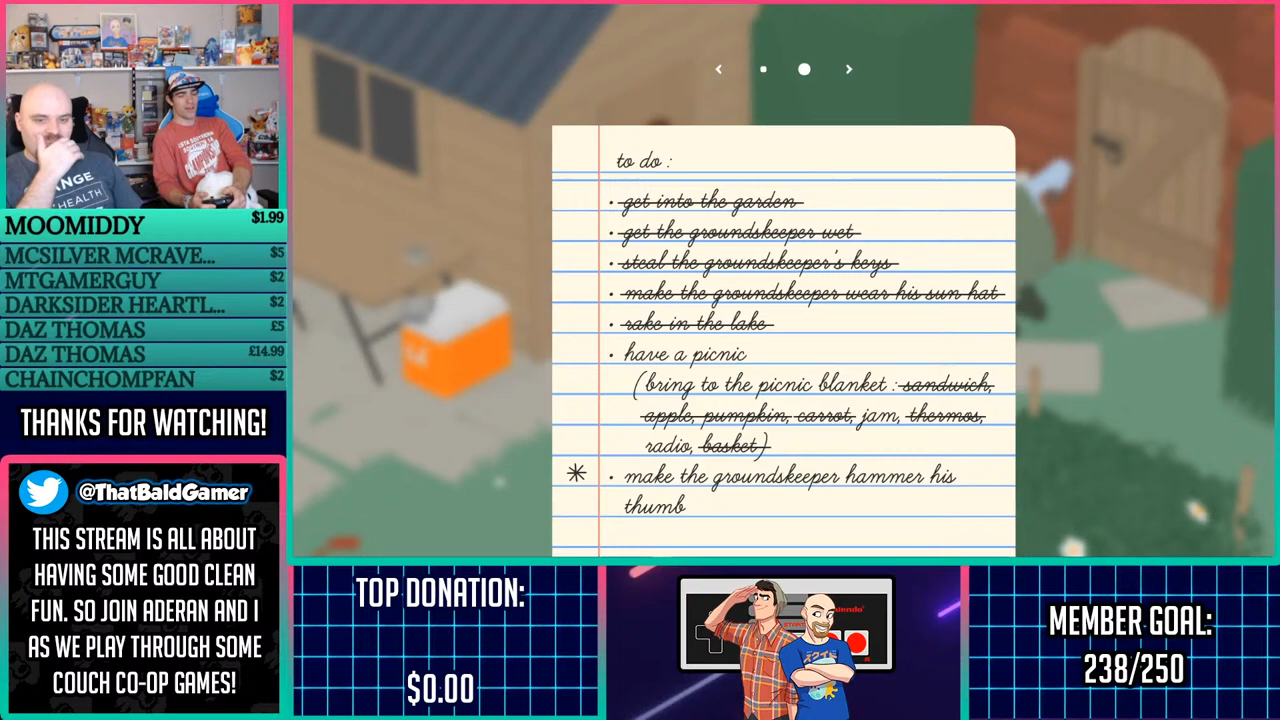 MOOMIDDY $1.99
MCSILVER MCRAVE... $5
MTGAMERGUY $2
DARKSIDER HEARTL... $2
DAZ THOMAS £5
DAZ THOMAS £14.99
CHAINCHOMPFAN $2
THANKS FOR WATCHING!
@ThatBaldGamer
THIS STREAM IS ALL ABOUT
HAVING SOME GOOD CLEAN
FUN. SO JOIN ADERAN AND I
AS WE PLAY THROUGH SOME
COUCH CO-OP GAMES!
to do :
• get into the garden
• get the groundskeeper wet
• steal the groundskeeper's keys
• make the groundskeeper wear his sun hat
• rake in the lake
• have a picnic
(bring to the picnic blanket : sandwich,
apple, pumpkin, carrot, jam, thermos,
radio, basket)
• make the groundskeeper hammer his
thumb
TOP DONATION:
$0.00
MEMBER GOAL:
238/250